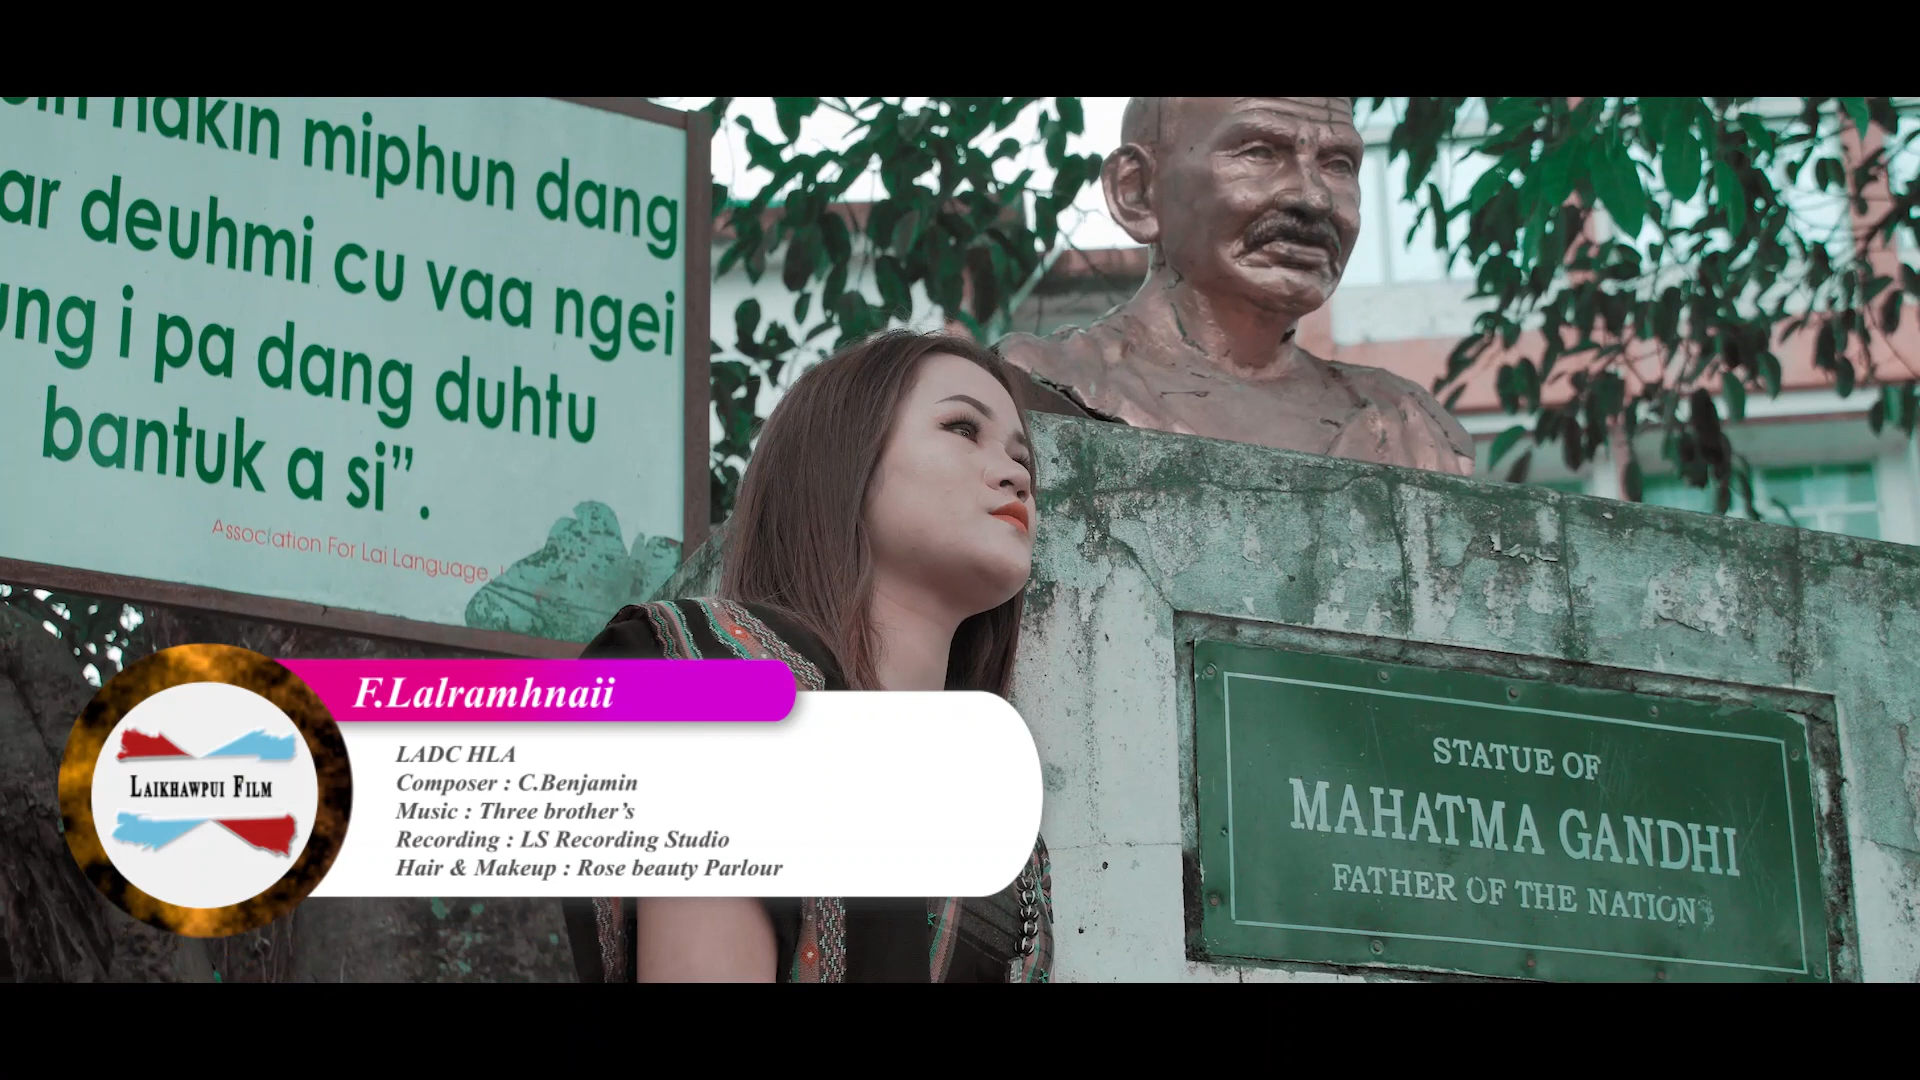 nakin miphun dang
deuhmi cu vaa ngei
i pa dang duhtu
bantuk a si”.
Association For Lai Language
F.Lalramhnaii
LADC HLA
Composer : C.Benjamin
Music : Three brother’s
Recording : LS Recording Studio
Hair & Makeup : Rose beauty Parlour
LAIKHAWPUI FILM
STATUE OF
MAHATMA GANDHI
FATHER OF THE NATION